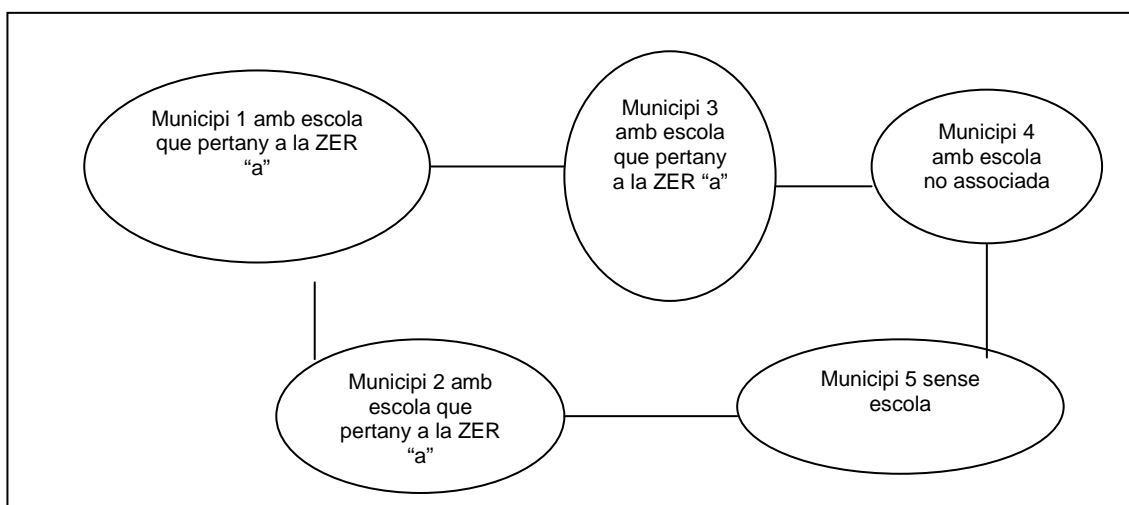 Municipi 1 amb escola
que pertany a la ZER
“a”
Municipi 3
amb escola
que pertany
a la ZER “a”
Municipi 4
amb escola
no associada
Municipi 2 amb
escola que
pertany a la ZER
“a”
Municipi 5 sense
escola